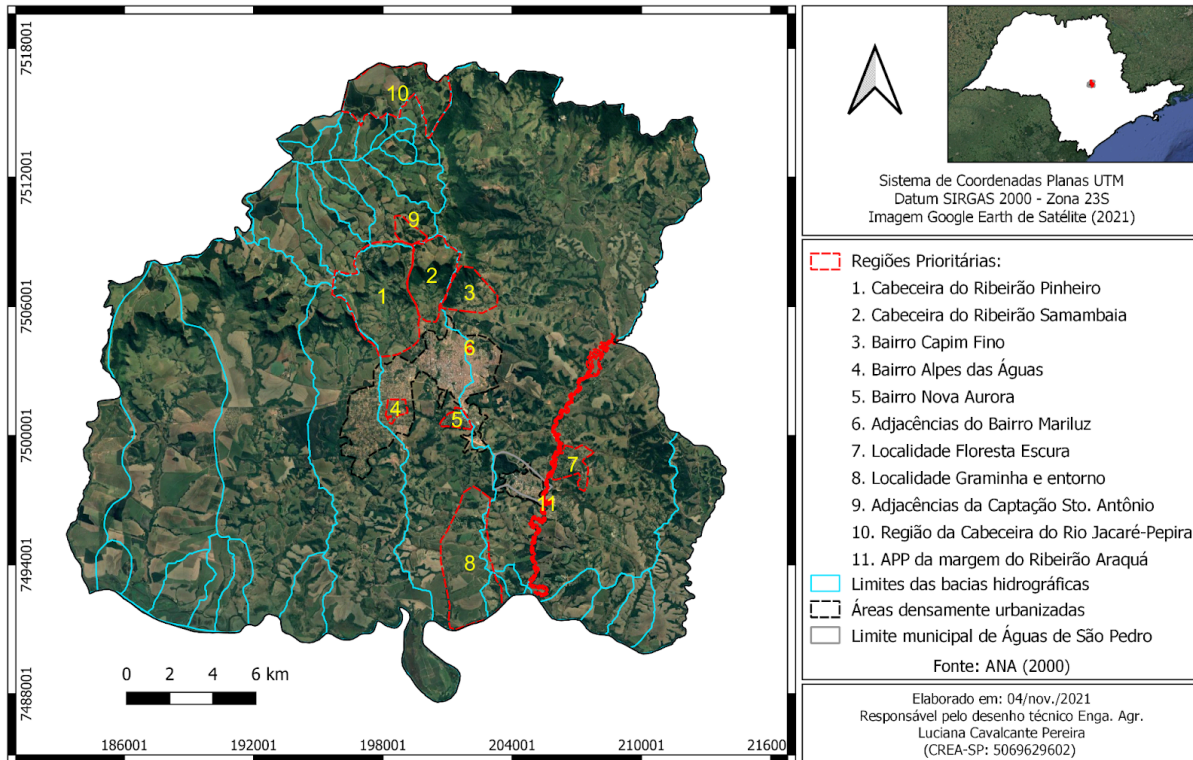 7518001
7512001
7506001
7500001
7494001
7488001
10
9
2
1
3
6
4
5
7
11
8
0 2 4 6 km
186001 192001 198001 204001 210001 21600
Sistema de Coordenadas Planas UTM
Datum SIRGAS 2000 - Zona 23S
Imagem Google Earth de Satélite (2021)
Regiões Prioritárias:
1. Cabeceira do Ribeirão Pinheiro
2. Cabeceira do Ribeirão Samambaia
3. Bairro Capim Fino
4. Bairro Alpes das Águas
5. Bairro Nova Aurora
6. Adjacências do Bairro Mariluz
7. Localidade Floresta Escura
8. Localidade Graminha e entorno
9. Adjacências da Captação Sto. Antônio
10. Região da Cabeceira do Rio Jacaré-Pepira
11. APP da margem do Ribeirão Araquá
Limites das bacias hidrográficas
Áreas densamente urbanizadas
Limite municipal de Águas de São Pedro
Fonte: ANA (2000)
Elaborado em: 04/nov./2021
Responsável pelo desenho técnico Enga. Agr.
Luciana Cavalcante Pereira
(CREA-SP: 5069629602)